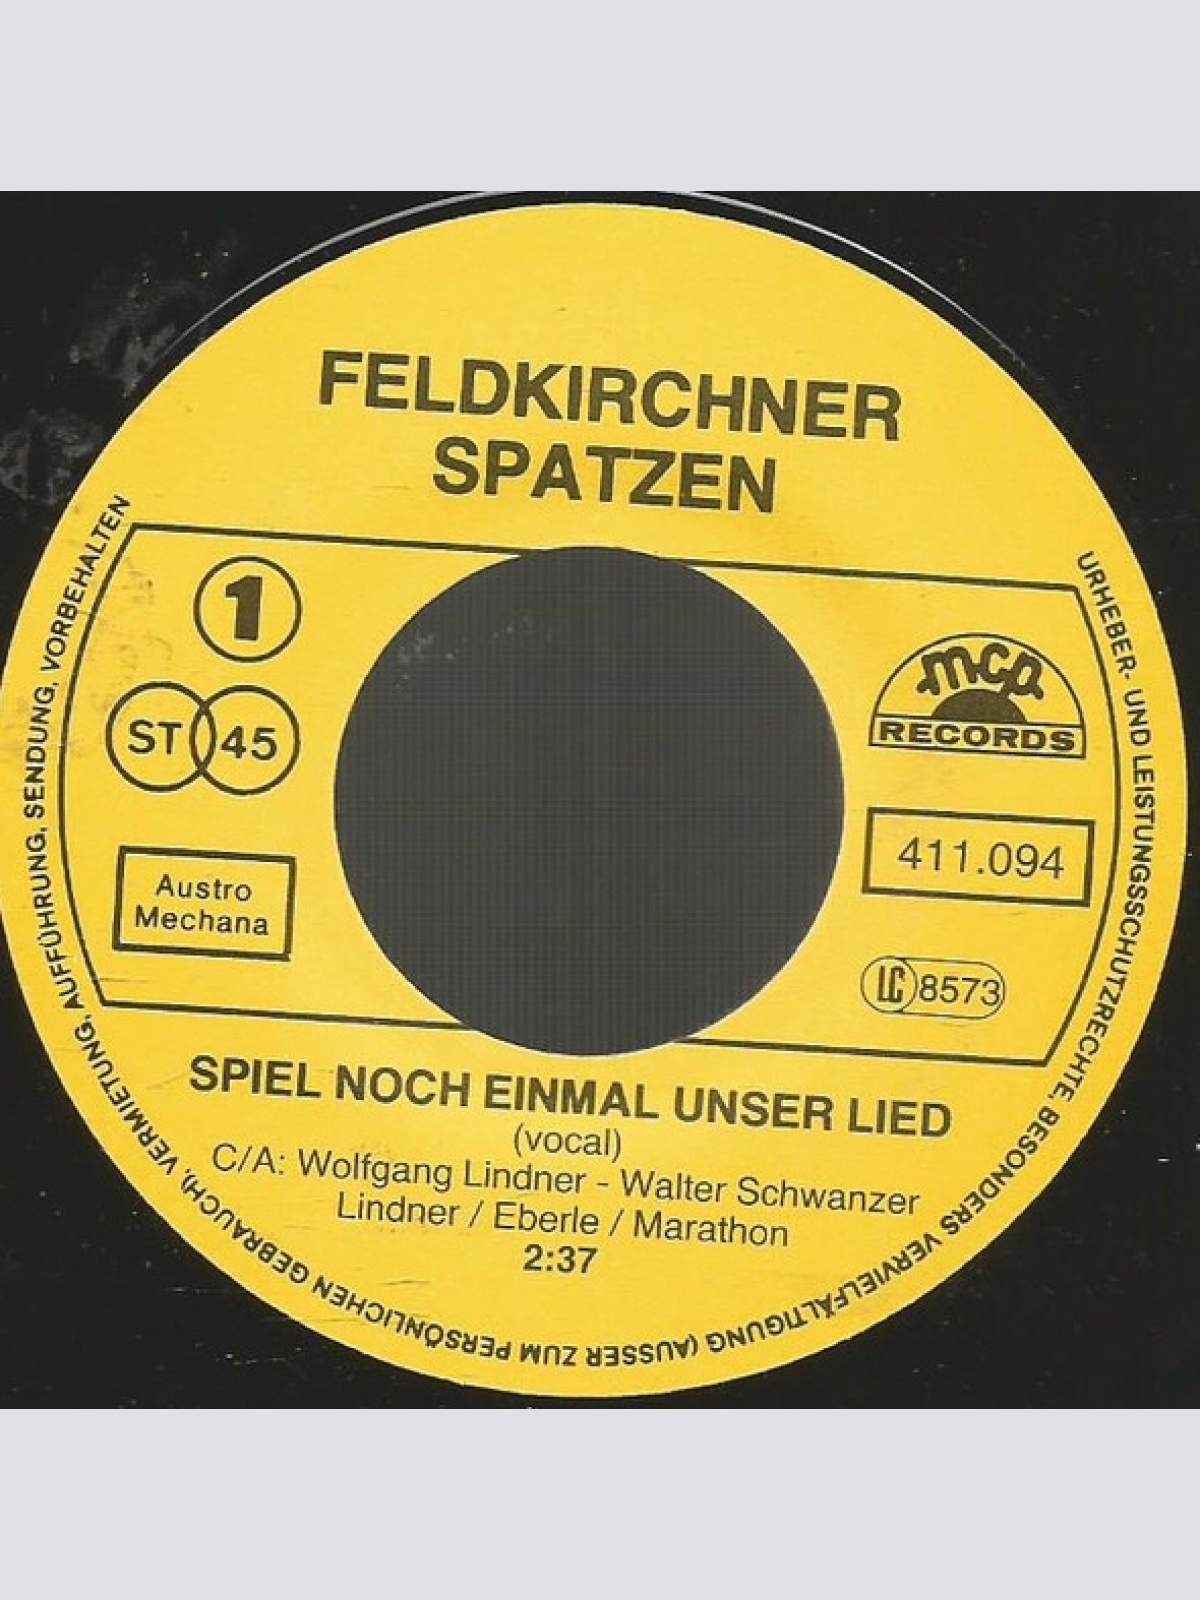 FELDKIRCHNER
SPATZEN
1
ST 45
Austro
Mechana
mcp
RECORDS
411.094
LC 8573
SPIEL NOCH EINMAL UNSER LIED
(vocal)
C/A: Wolfgang Lindner - Walter Schwanzer
Lindner / Eberle / Marathon
2:37
URHEBER- UND LEISTUNGSSCHUTZRECHTE, BESONDERS VERVIELFÄLTIGUNG (AUSSER ZUM PERSÖNLICHEN GEBRAUCH), VERMIETUNG, AUFFÜHRUNG, SENDUNG, VORBEHALTEN